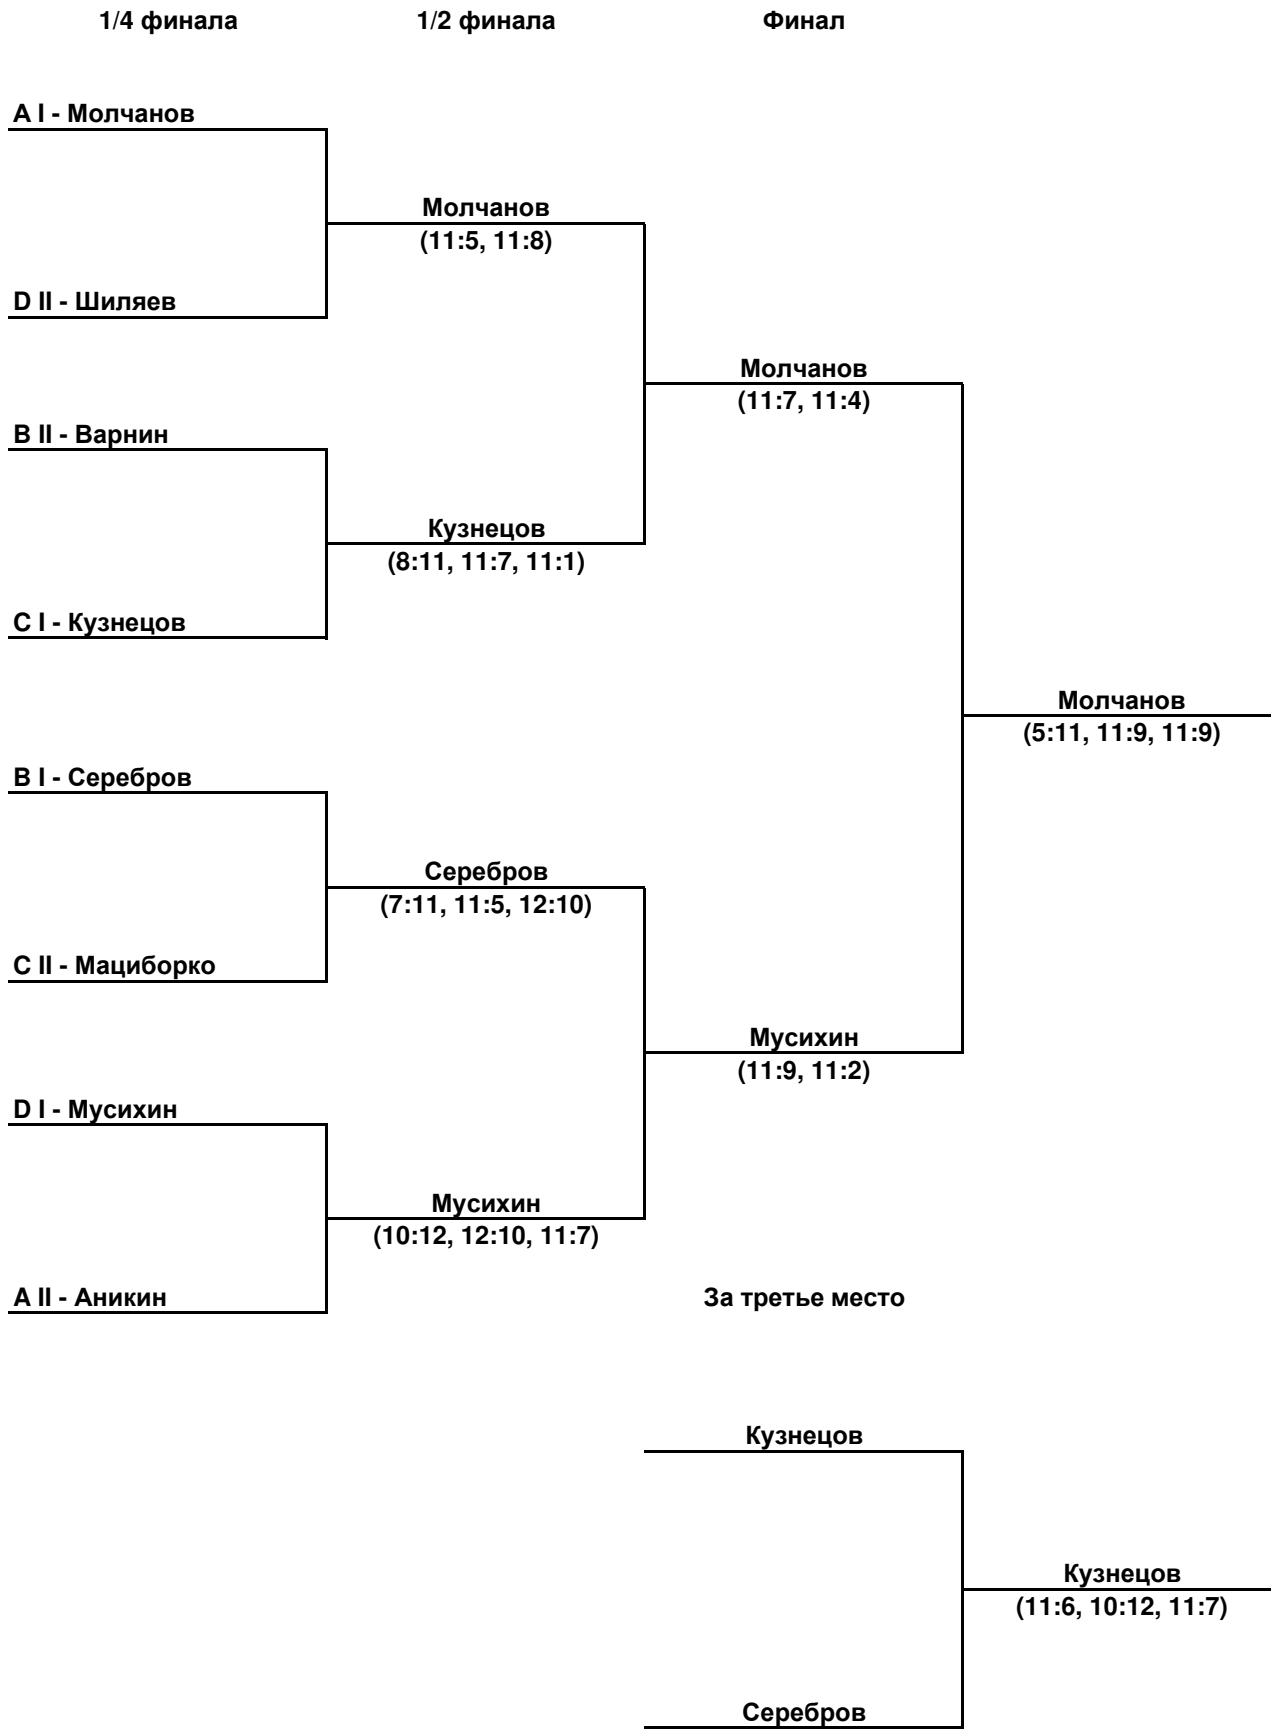 1/4 финала 1/2 финала Финал
A I - Молчанов
Молчанов
(11:5, 11:8)
D II - Шиляев
Молчанов
(11:7, 11:4)
B II - Варнин
Кузнецов
(8:11, 11:7, 11:1)
C I - Кузнецов
Молчанов
(5:11, 11:9, 11:9)
B I - Серебров
Серебров
(7:11, 11:5, 12:10)
C II - Мациборко
Мусихин
(11:9, 11:2)
D I - Мусихин
Мусихин
(10:12, 12:10, 11:7)
A II - Аникин За третье место
Кузнецов
Кузнецов
(11:6, 10:12, 11:7)
Серебров